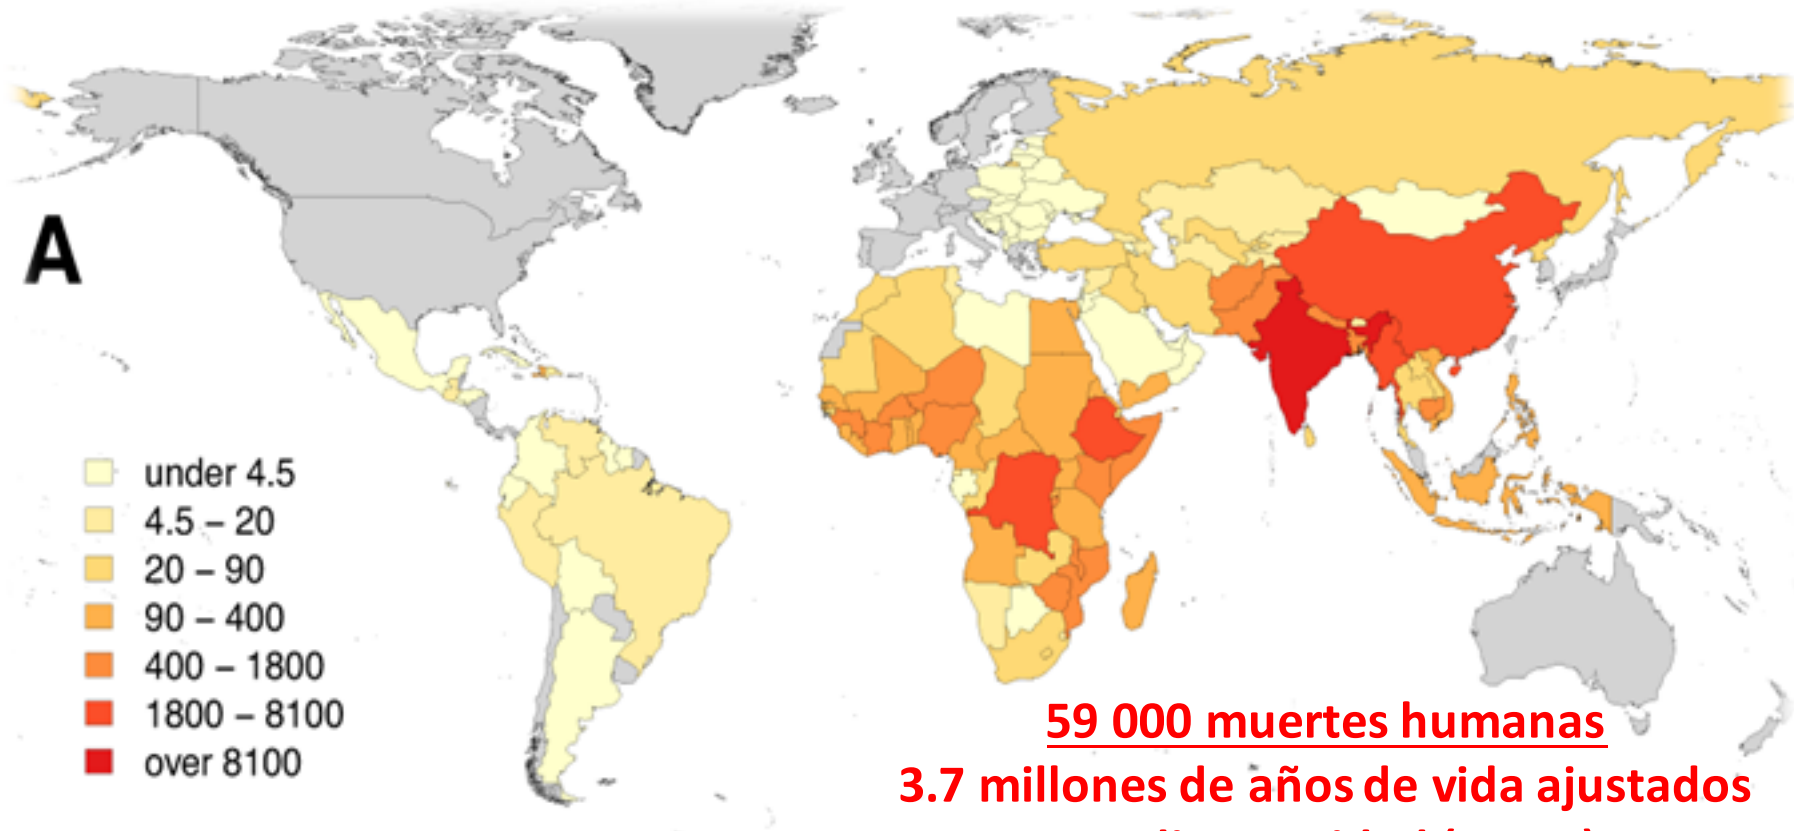 A
under 4.5
4.5 – 20
20 – 90
90 – 400
400 – 1800
1800 – 8100
over 8100
59 000 muertes humanas
3.7 millones de años de vida ajustados